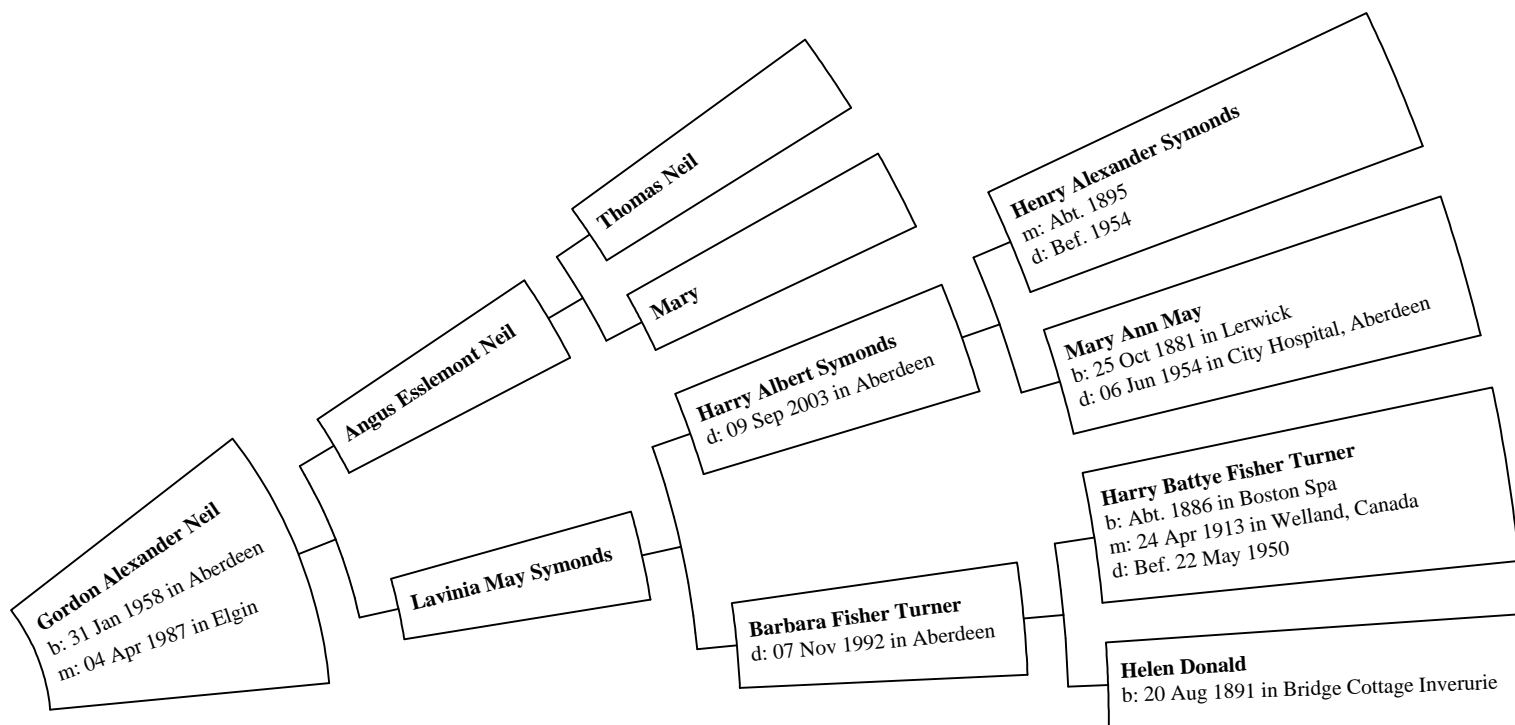 Gordon Alexander Neil
b: 31 Jan 1958 in Aberdeen
m: 04 Apr 1987 in Elgin
Angus Esslemont Neil
Thomas Neil
Mary
Lavinia May Symonds
Harry Albert Symonds
d: 09 Sep 2003 in Aberdeen
Henry Alexander Symonds
m: Abt. 1895
d: Bef. 1954
Mary Ann May
b: 25 Oct 1881 in Lerwick
d: 06 Jun 1954 in City Hospital, Aberdeen
Barbara Fisher Turner
d: 07 Nov 1992 in Aberdeen
Harry Battye Fisher Turner
b: Abt. 1886 in Boston Spa
m: 24 Apr 1913 in Welland, Canada
d: Bef. 22 May 1950
Helen Donald
b: 20 Aug 1891 in Bridge Cottage Inverurie